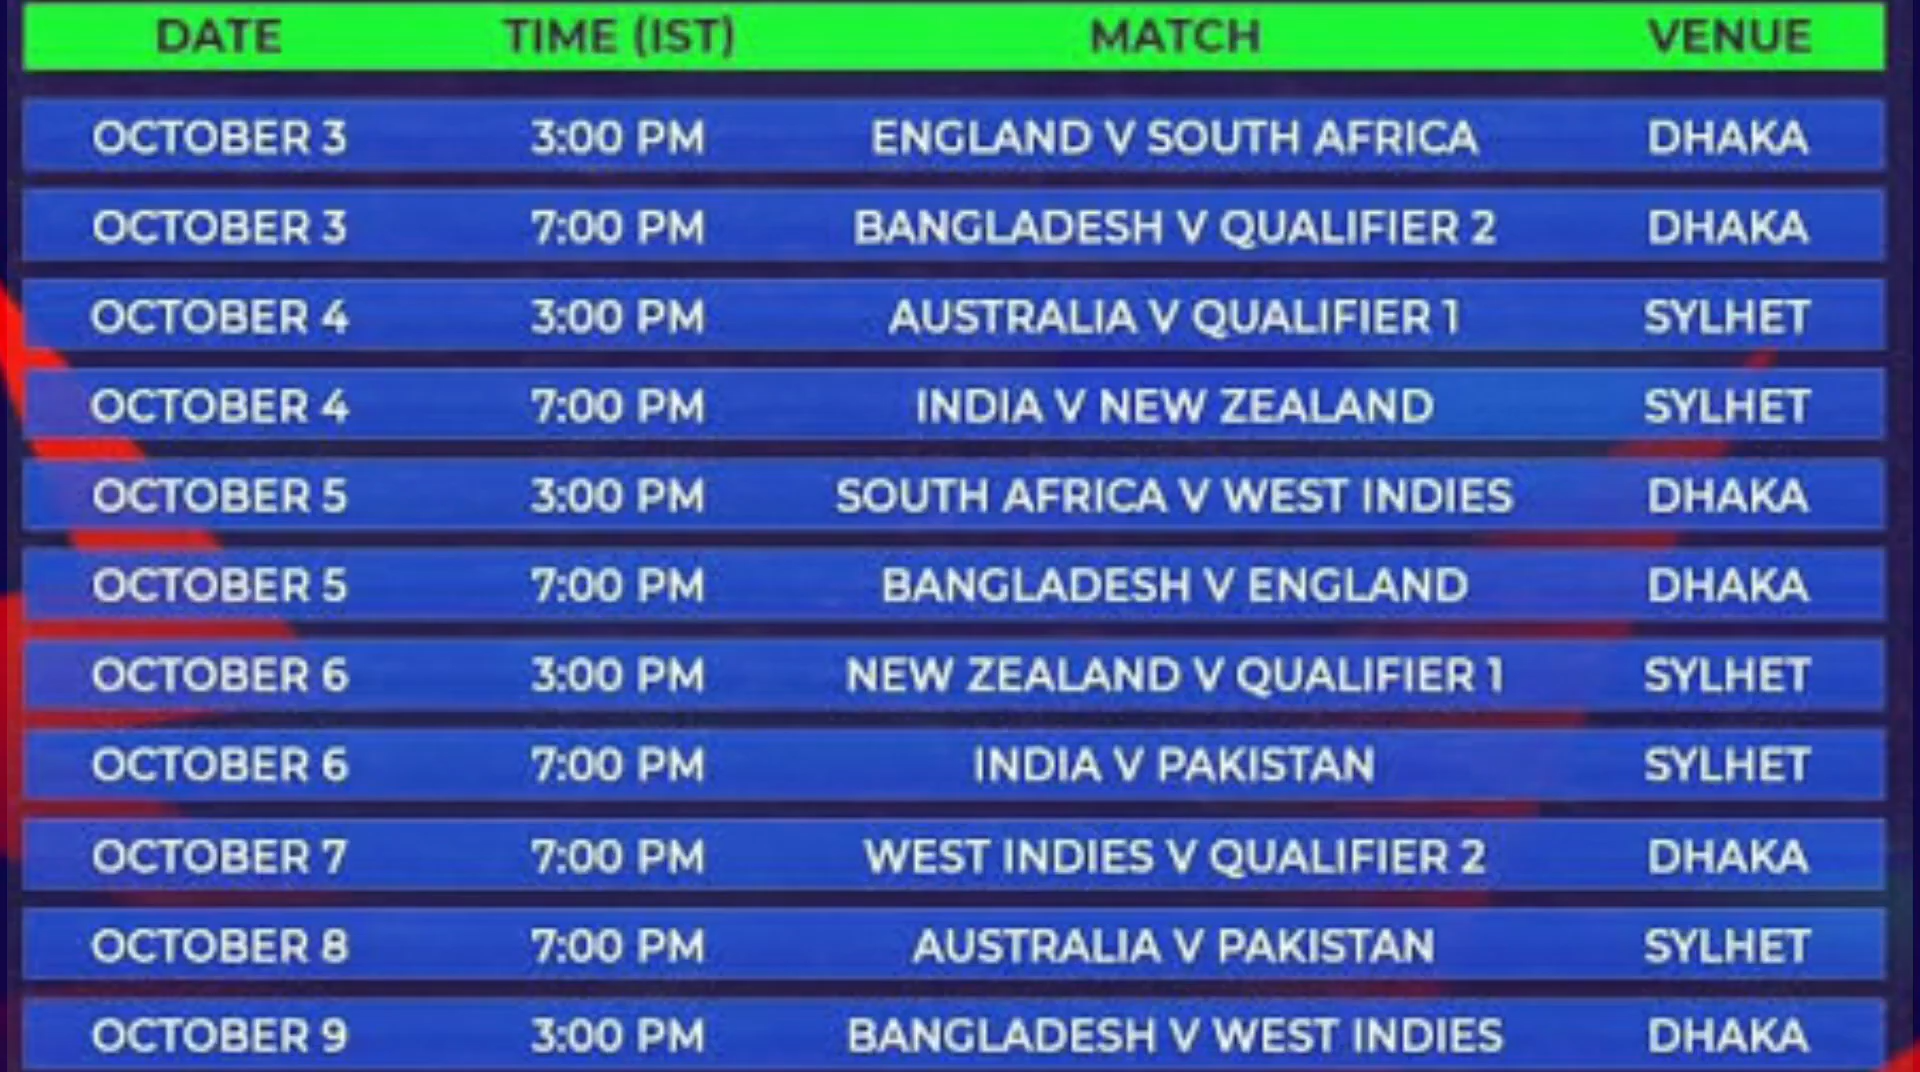 DATE TIME (IST) MATCH VENUE
OCTOBER 3 3:00 PM ENGLAND V SOUTH AFRICA DHAKA
OCTOBER 3 7:00 PM BANGLADESH V QUALIFIER 2 DHAKA
OCTOBER 4 3:00 PM AUSTRALIA V QUALIFIER 1 SYLHET
OCTOBER 4 7:00 PM INDIA V NEW ZEALAND SYLHET
OCTOBER 5 3:00 PM SOUTH AFRICA V WEST INDIES DHAKA
OCTOBER 5 7:00 PM BANGLADESH V ENGLAND DHAKA
OCTOBER 6 3:00 PM NEW ZEALAND V QUALIFIER 1 SYLHET
OCTOBER 6 7:00 PM INDIA V PAKISTAN SYLHET
OCTOBER 7 7:00 PM WEST INDIES V QUALIFIER 2 DHAKA
OCTOBER 8 7:00 PM AUSTRALIA V PAKISTAN SYLHET
OCTOBER 9 3:00 PM BANGLADESH V WEST INDIES DHAKA